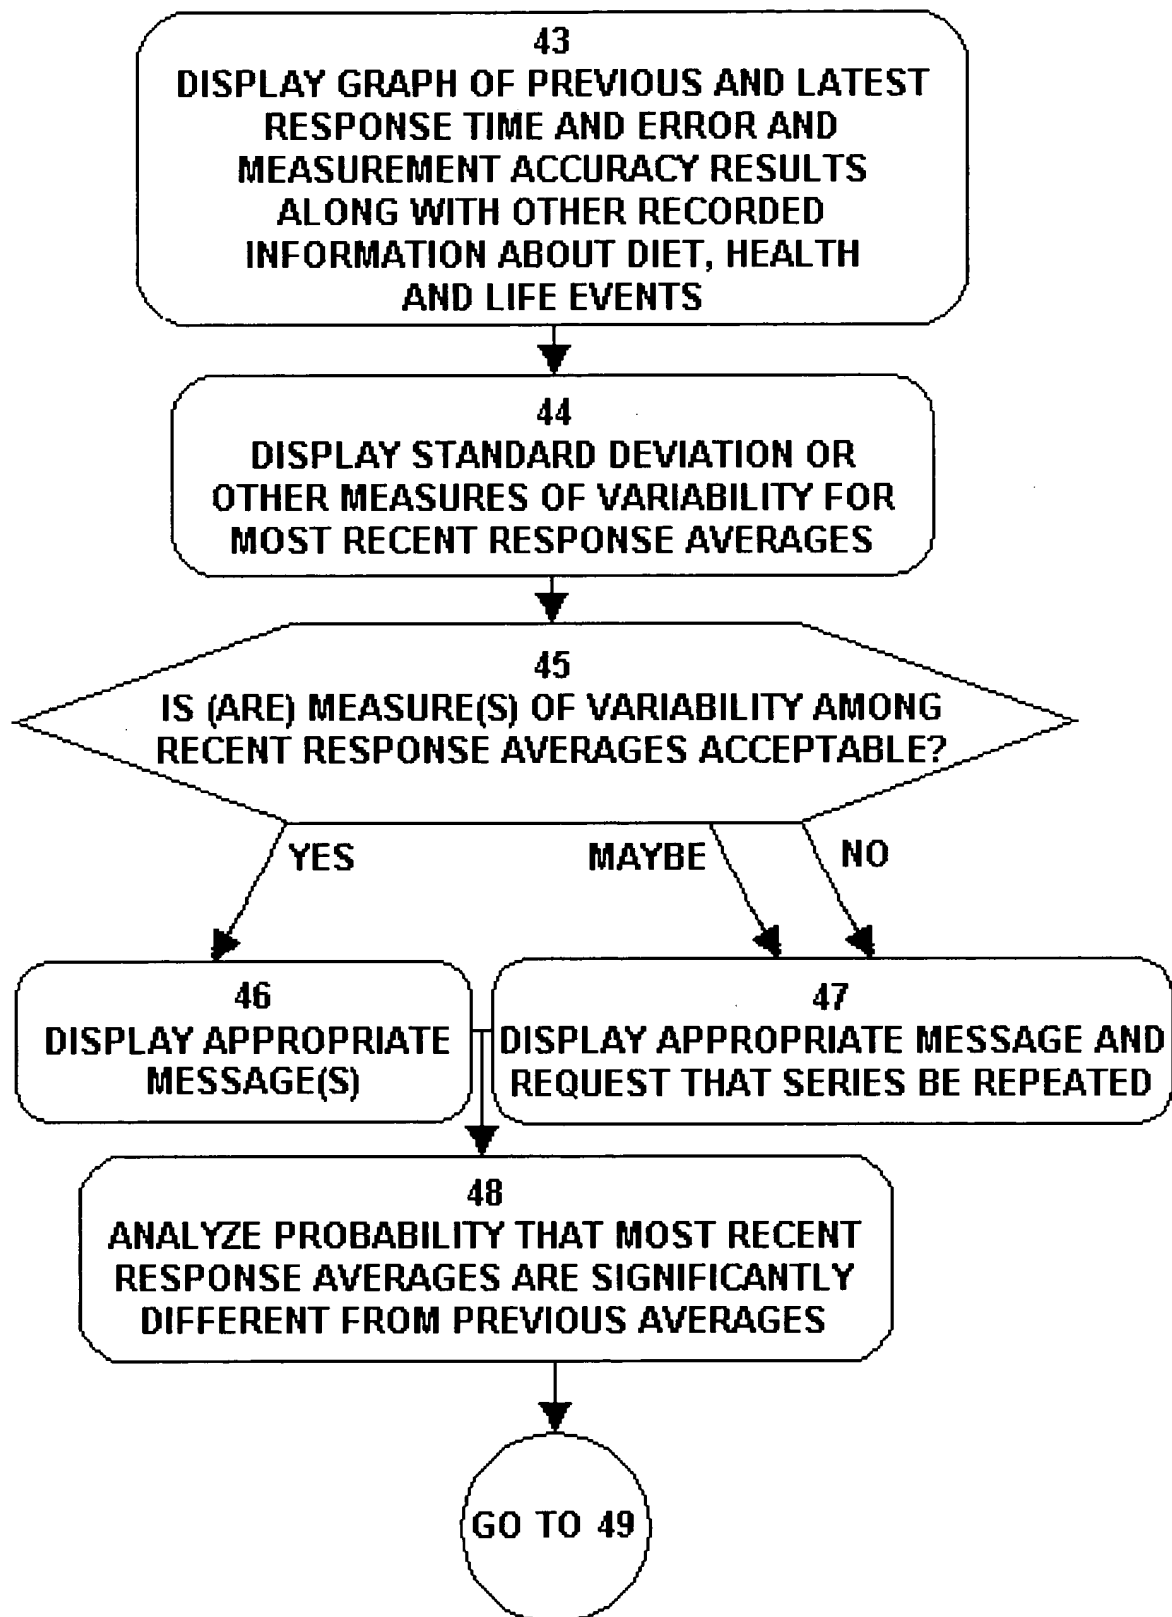 43
DISPLAY GRAPH OF PREVIOUS AND LATEST
RESPONSE TIME AND ERROR AND
MEASUREMENT ACCURACY RESULTS
ALONG WITH OTHER RECORDED
INFORMATION ABOUT DIET, HEALTH
AND LIFE EVENTS
44
DISPLAY STANDARD DEVIATION OR
OTHER MEASURES OF VARIABILITY FOR
MOST RECENT RESPONSE AVERAGES
45
IS (ARE) MEASURE(S) OF VARIABILITY AMONG
RECENT RESPONSE AVERAGES ACCEPTABLE?
YES
MAYBE
NO
46
DISPLAY APPROPRIATE
MESSAGE(S)
47
DISPLAY APPROPRIATE MESSAGE AND
REQUEST THAT SERIES BE REPEATED
48
ANALYZE PROBABILITY THAT MOST RECENT
RESPONSE AVERAGES ARE SIGNIFICANTLY
DIFFERENT FROM PREVIOUS AVERAGES
GO TO 49